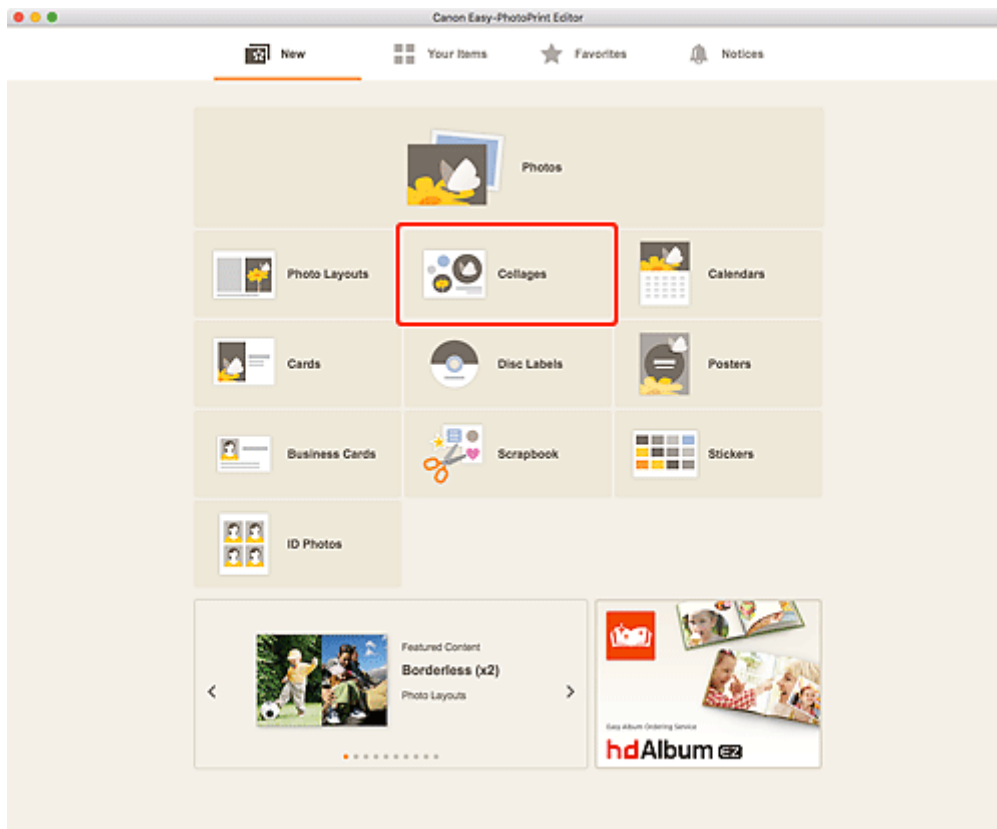 Canon Easy-PhotoPrint Editor
New
Your Items
Favorites
Notices
Photos
Photo Layouts
Collages
Calendars
Cards
Disc Labels
Posters
Business Cards
Scrapbook
Stickers
ID Photos
Featured Content
Borderless (x2)
Photo Layouts
Easy Album Ordering Service
hdAlbum EZ